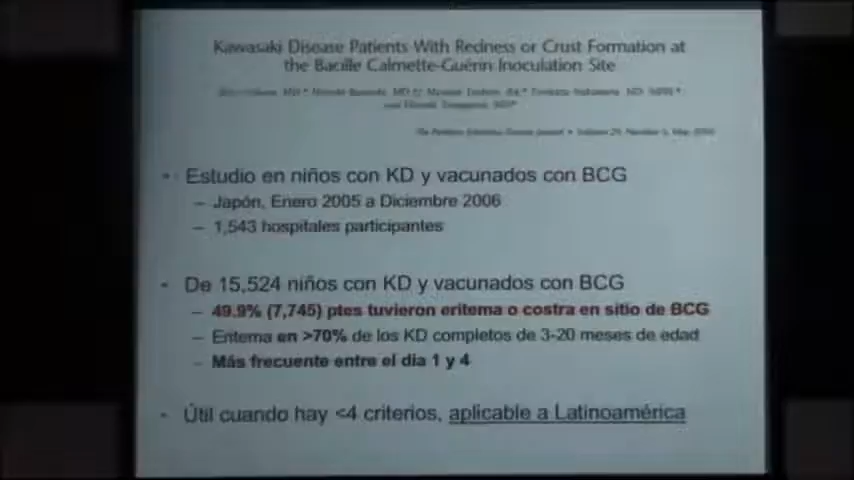 Kawasaki Disease Patients With Redness or Crust Formation at
the Bacille Calmette-Guérin Inoculation Site
• Estudio en niños con KD y vacunados con BCG
– Japón, Enero 2005 a Diciembre 2006
– 1,543 hospitales participantes
• De 15,524 niños con KD y vacunados con BCG
– 49.9% (7,745) ptes tuvieron eritema o costra en sitio de BCG
– Eritema en >70% de los KD completos de 3-20 meses de edad
– Más frecuente entre el dia 1 y 4
• Útil cuando hay <4 criterios, aplicable a Latinoamérica